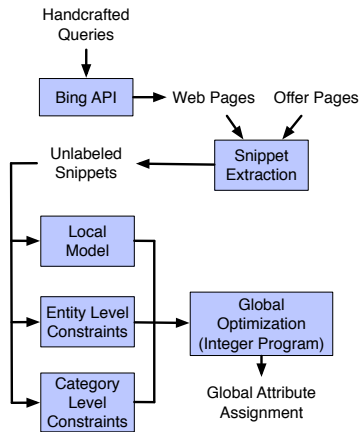 Handcrafted
Queries
Bing API
Web Pages
Offer Pages
Unlabeled
Snippets
Snippet
Extraction
Local
Model
Entity Level
Constraints
Global
Optimization
(Integer Program)
Category
Level
Constraints
Global Attribute
Assignment